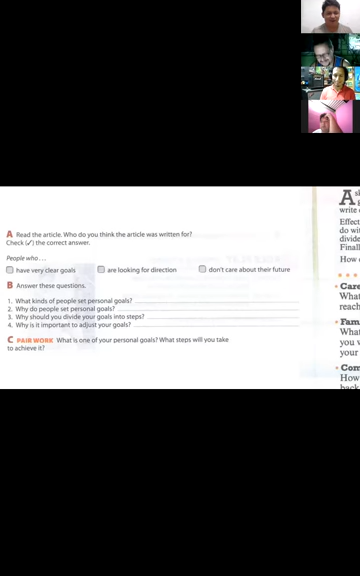 A Read the article. Who do you think the article was written for?
Check (✓) the correct answer.
People who . . .
have very clear goals
are looking for direction
don't care about their future
B Answer these questions.
1. What kinds of people set personal goals?
2. Why do people set personal goals?
3. Why should you divide your goals into steps?
4. Why is it important to adjust your goals?
C PAIR WORK What is one of your personal goals? What steps will you take
to achieve it?
A
write
Effect
do wi
divide
Final
How
Care
What
reach
Fam
What
you v
your
Com
How
back